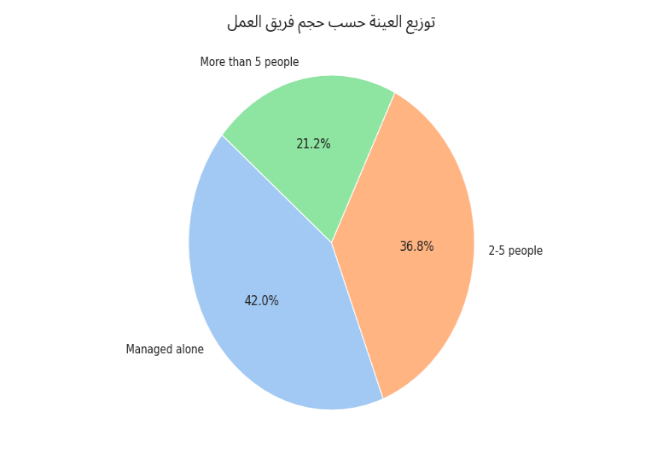 توزيع العينة حسب حجم فريق العمل
More than 5 people
21.2%
36.8%
2-5 people
42.0%
Managed alone